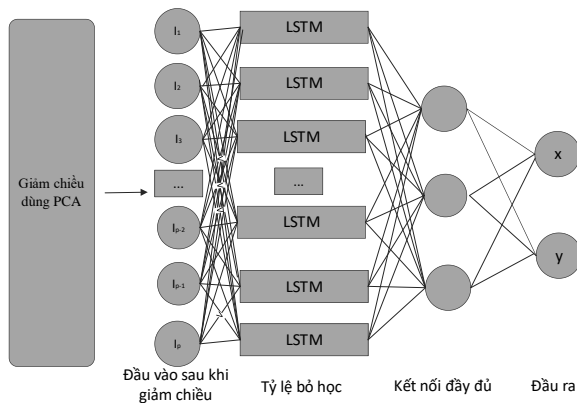 Giảm chiều
dùng PCA
I₁
I₂
I₃
...
Iₚ₋₂
Iₚ₋₁
Iₚ
LSTM
LSTM
LSTM
...
LSTM
LSTM
LSTM
x
y
Đầu vào sau khi
giảm chiều
Tỷ lệ bỏ học
Kết nối đầy đủ
Đầu ra